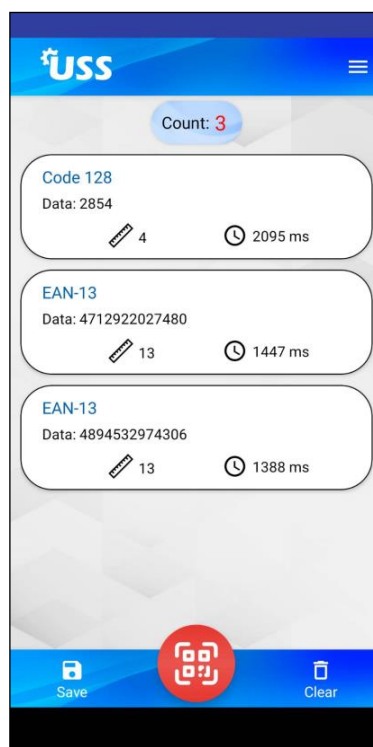 USS
Count: 3
Code 128
Data: 2854
4 2095 ms
EAN-13
Data: 4712922027480
13 1447 ms
EAN-13
Data: 4894532974306
13 1388 ms
Save Clear